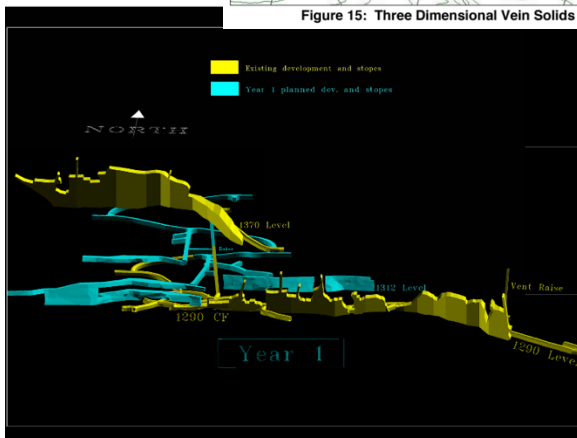 Figure 15: Three Dimensional Vein Solids
Existing development and stopes
Year 1 planned dev. and stopes
NORTH
1370 Level
Raise
1312 Level
Vent Raise
1290 CF
1290 Level
Year 1